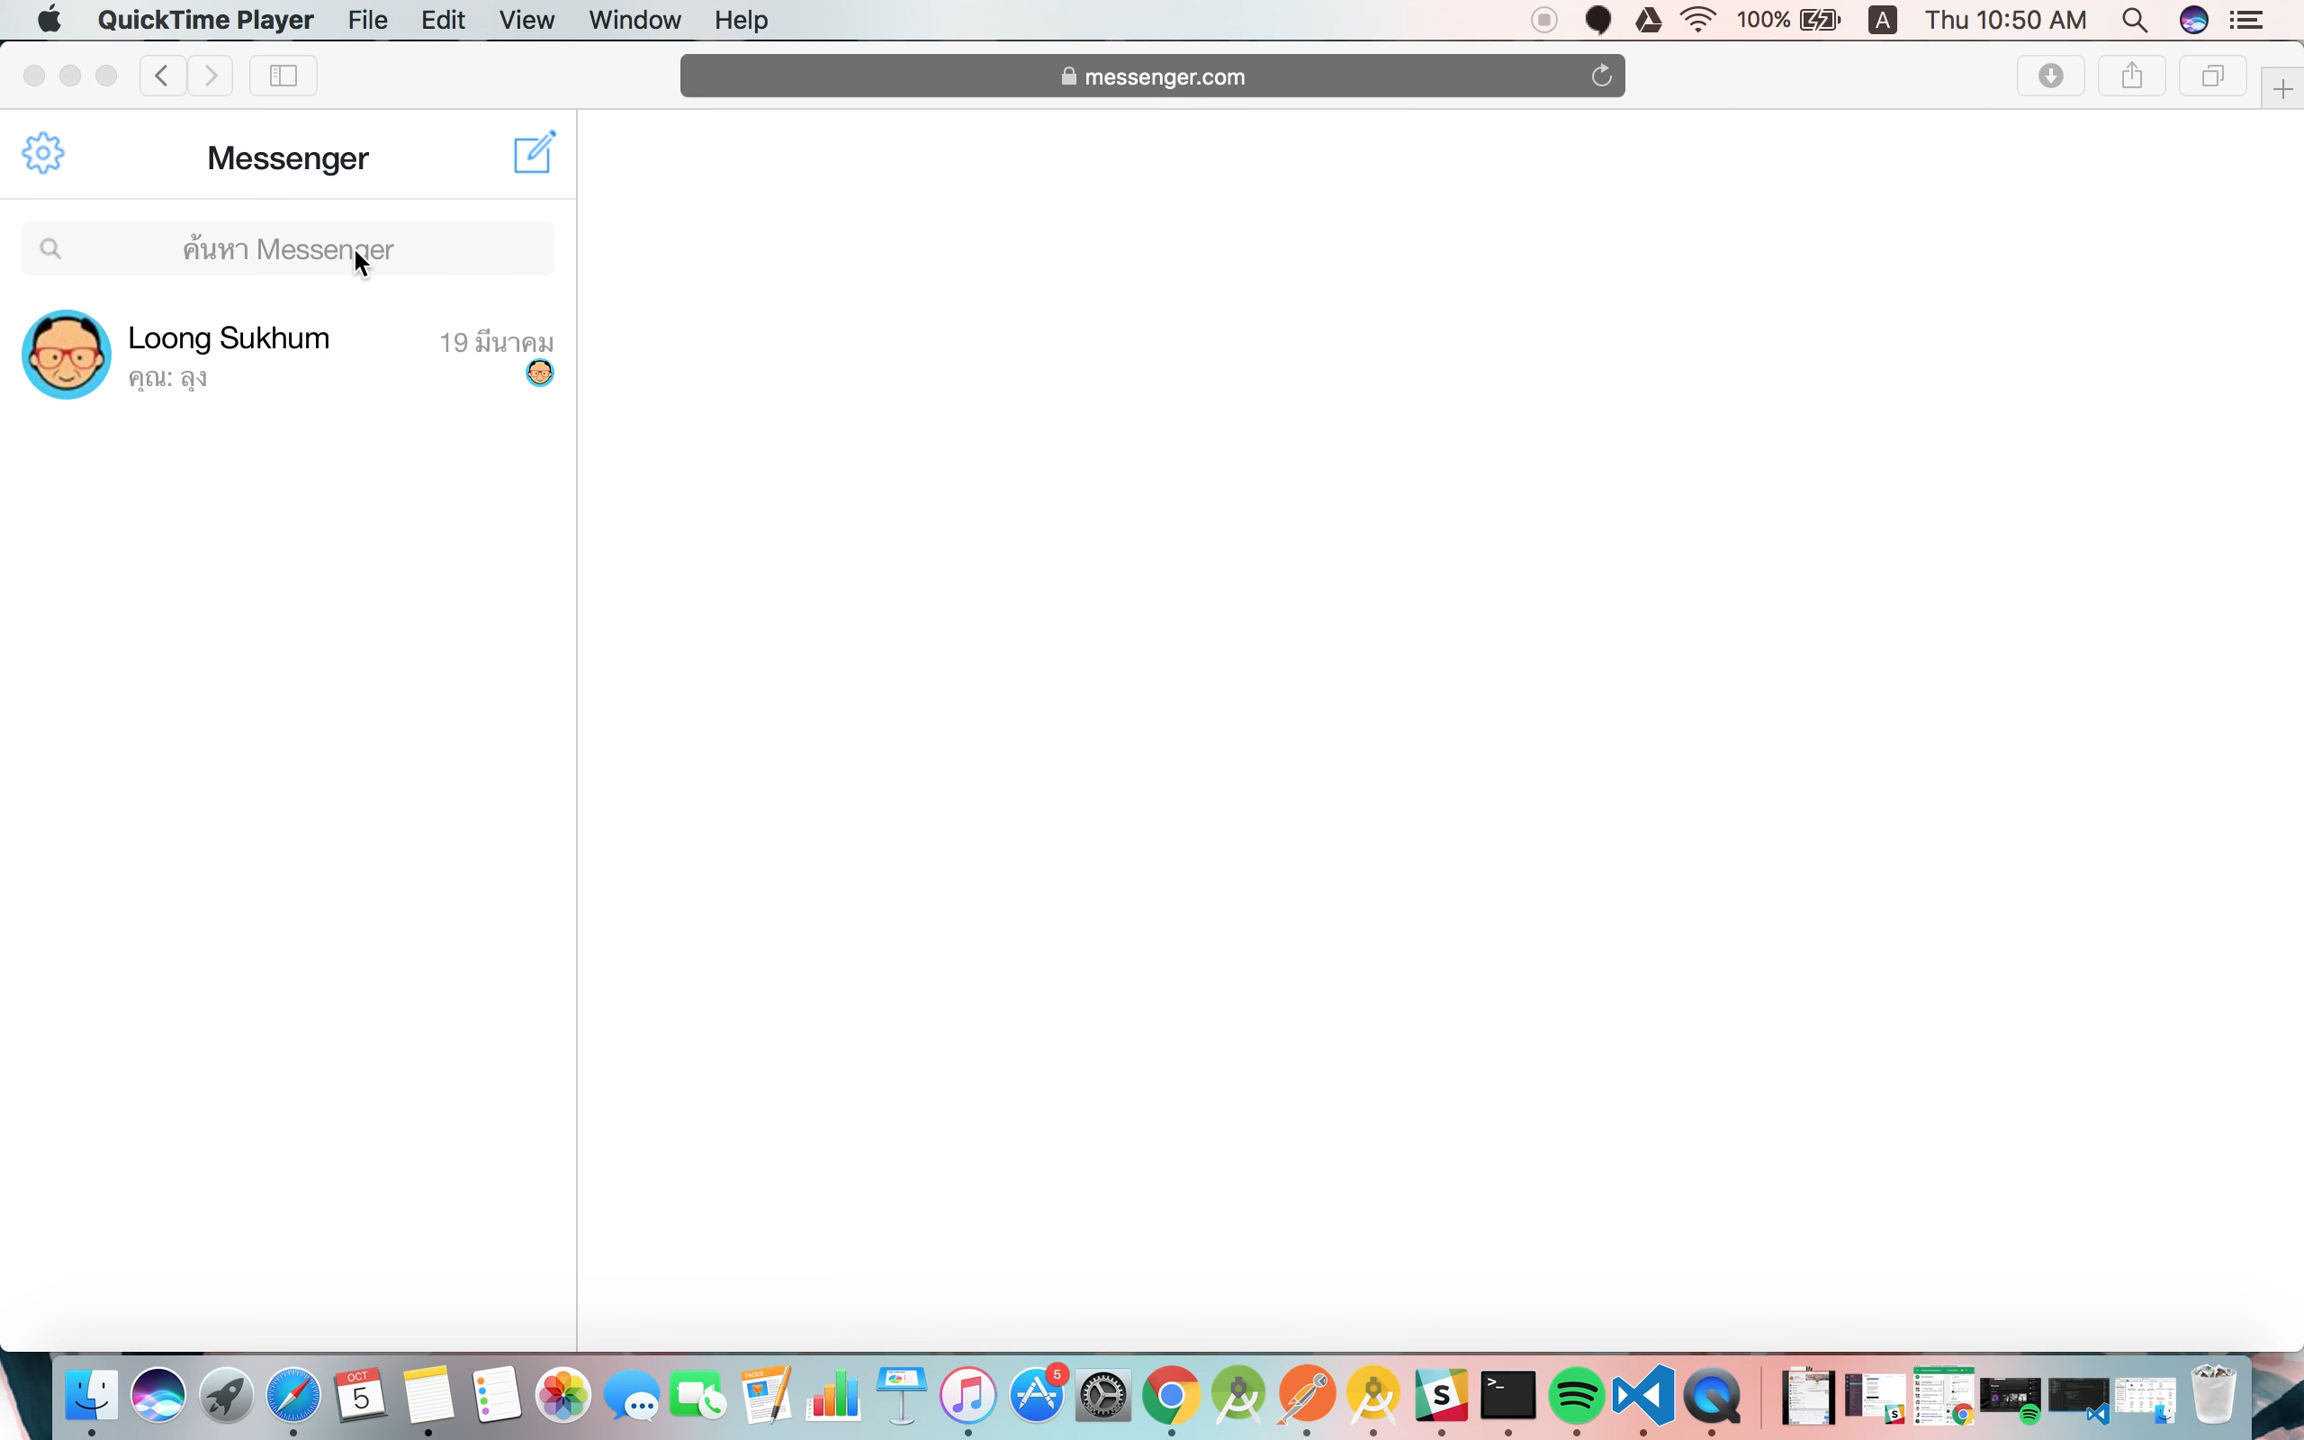 QuickTime Player File Edit View Window Help 100% A Thu 10:50 AM
messenger.com
Messenger
ค้นหา Messenger
Loong Sukhum 19 มีนาคม
คุณ: ลุง
OCT
5
PAGES
5
S
>_